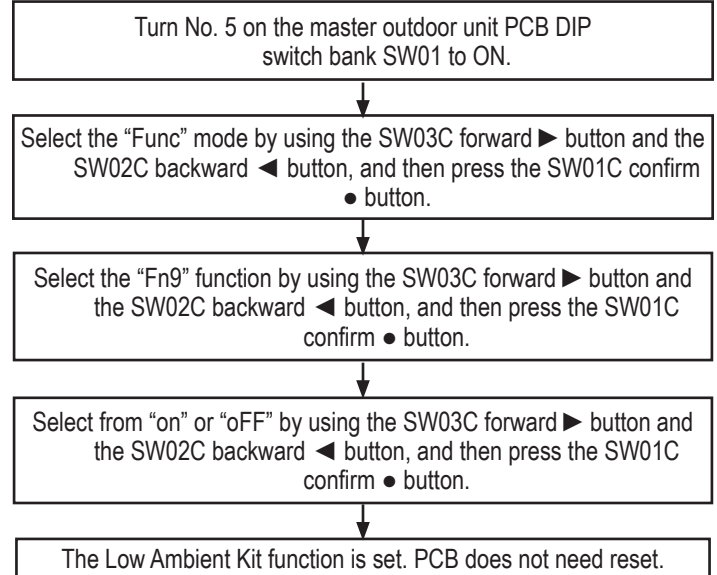 Turn No. 5 on the master outdoor unit PCB DIP
switch bank SW01 to ON.
Select the “Func” mode by using the SW03C forward ► button and the
SW02C backward ◄ button, and then press the SW01C confirm
● button.
Select the “Fn9” function by using the SW03C forward ► button and
the SW02C backward ◄ button, and then press the SW01C
confirm ● button.
Select from “on” or “oFF” by using the SW03C forward ► button and
the SW02C backward ◄ button, and then press the SW01C
confirm ● button.
The Low Ambient Kit function is set. PCB does not need reset.